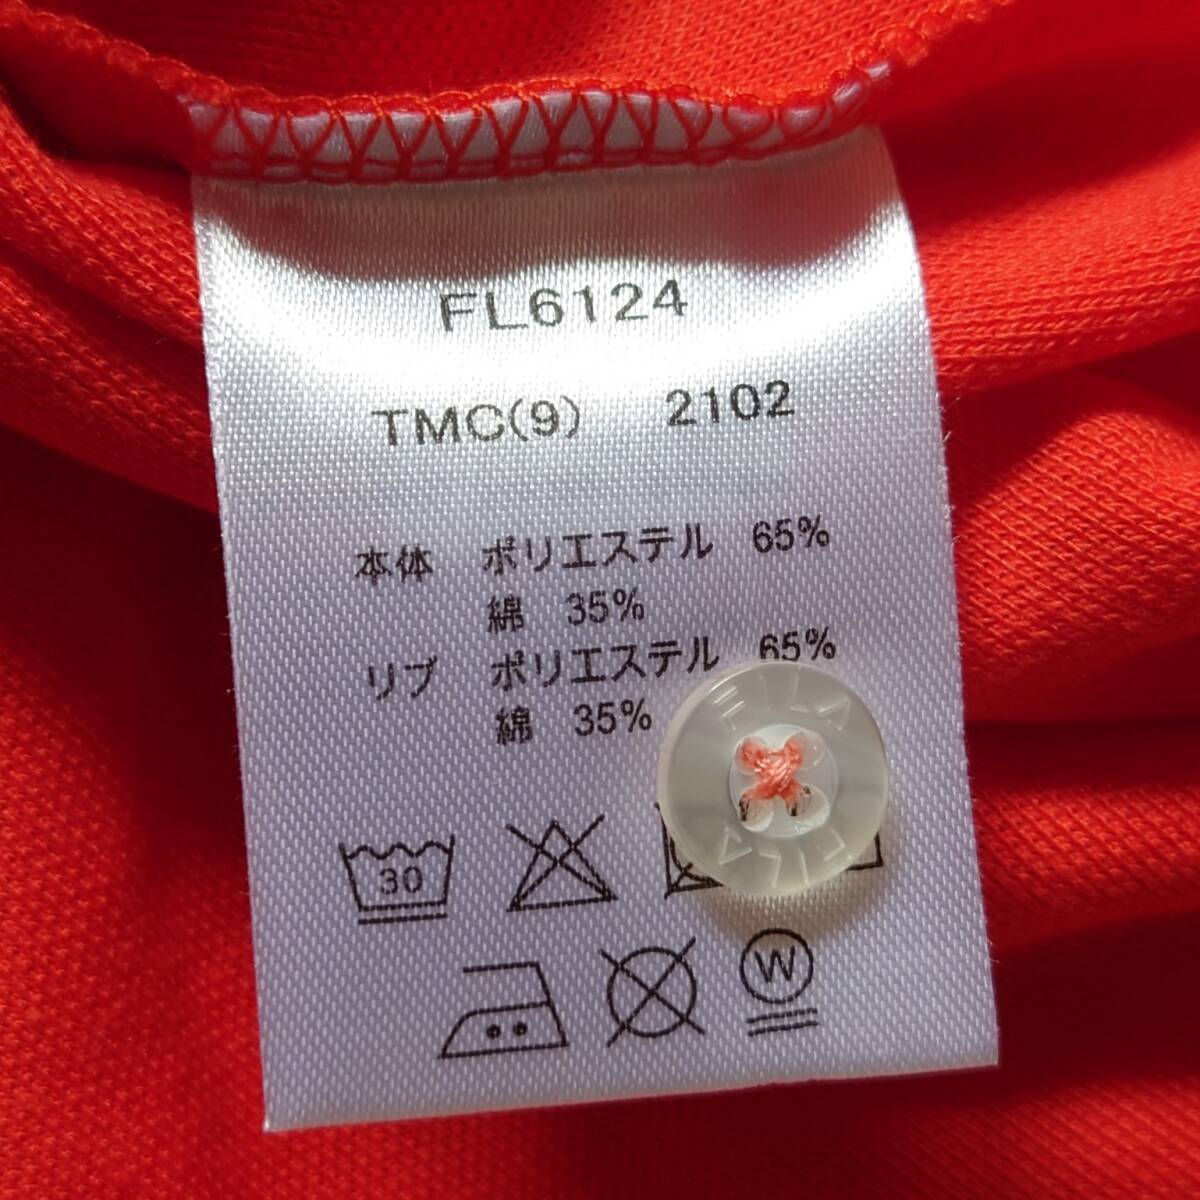 FL6124
TMC(9) 2102
本体 ポリエステル 65%
綿 35%
リブ ポリエステル 65%
綿 35%
FILA
FILA
30
W